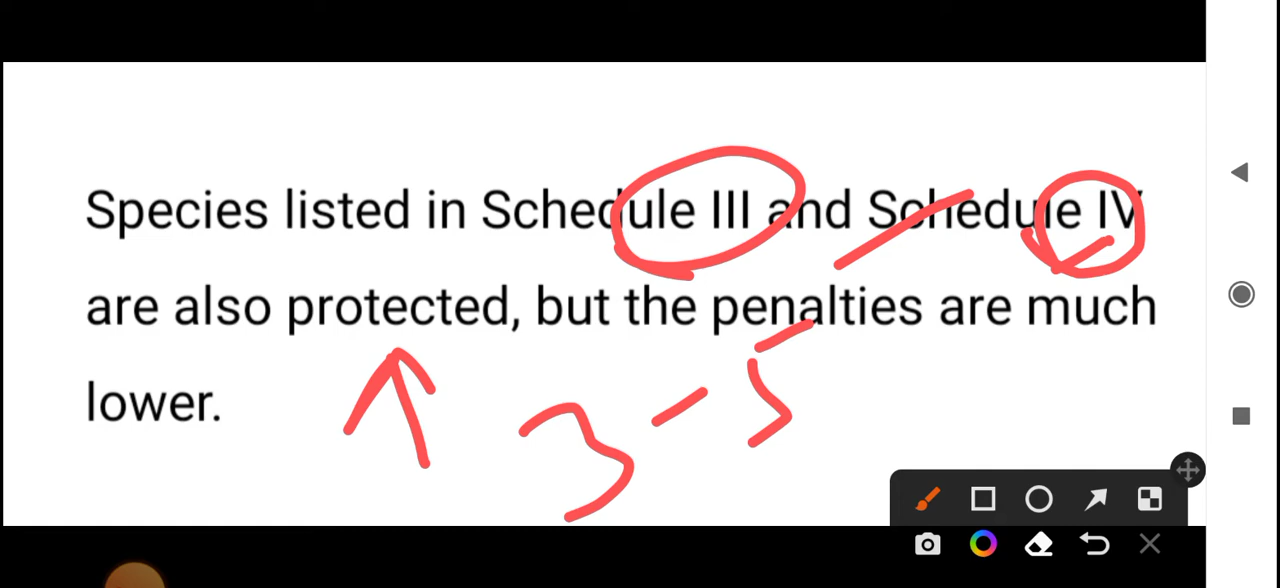 Species listed in Schedule III and Schedule IV
are also protected, but the penalties are much
lower.
3-5